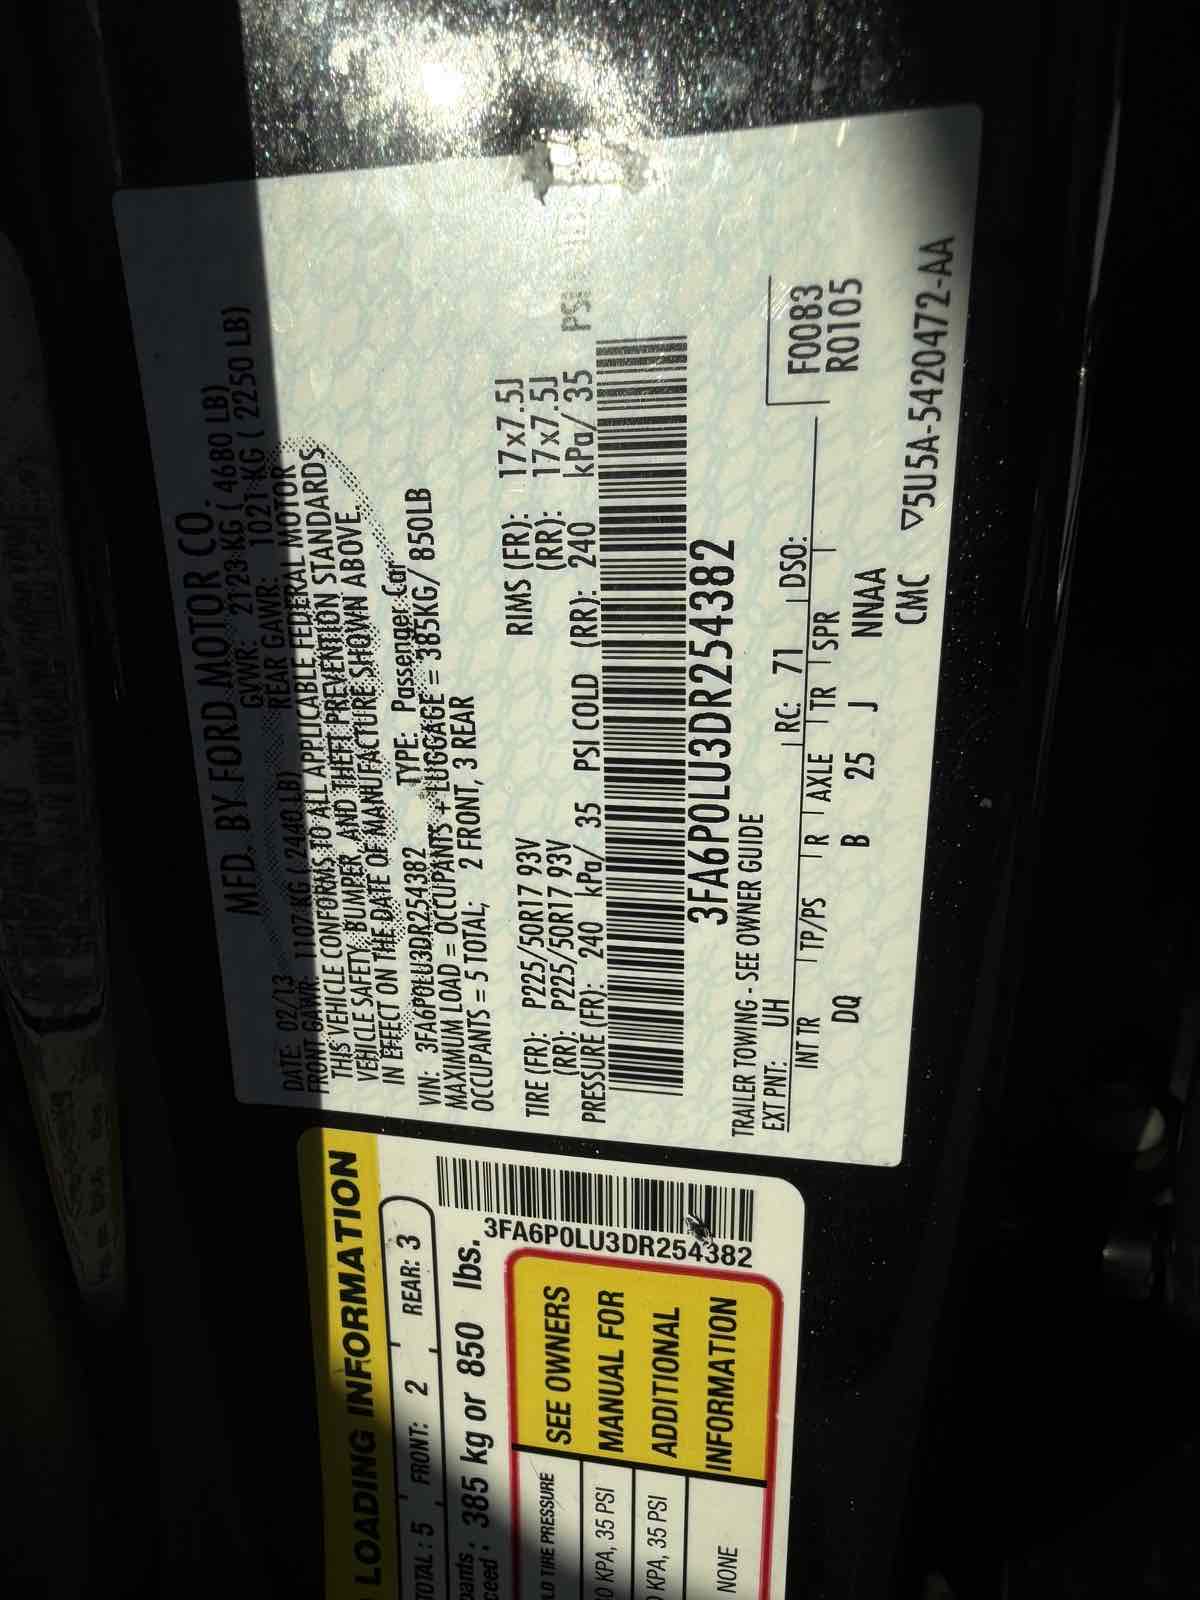 MFD. BY FORD MOTOR CO.
DATE: 02/13 GVWR: 2123 KG ( 4680 LB)
FRONT GAWR: 1107 KG ( 2440 LB) REAR GAWR: 1021 KG ( 2250 LB)
THIS VEHICLE CONFORMS TO ALL APPLICABLE FEDERAL MOTOR
VEHICLE SAFETY, BUMPER, AND THEFT PREVENTION STANDARDS
IN EFFECT ON THE DATE OF MANUFACTURE SHOWN ABOVE.
VIN: 3FA6P0LU3DR254382 TYPE: Passenger Car
MAXIMUM LOAD = OCCUPANTS + LUGGAGE = 385KG/ 850LB
OCCUPANTS = 5 TOTAL; 2 FRONT, 3 REAR
TIRE (FR): P225/50R17 93V RIMS (FR): 17x7.5J
(RR): P225/50R17 93V (RR): 17x7.5J
PRESSURE (FR): 240 kPa/ 35 PSI COLD (RR): 240 kPa/ 35 PSI
3FA6P0LU3DR254382
TRAILER TOWING - SEE OWNER GUIDE
EXT PNT: UH RC: 71 DSO:
F0083
R0105
INT TR TP/PS R AXLE TR SPR
DQ B 25 J NNAA
CMC ▽5U5A-5420472-AA
LOADING INFORMATION
TOTAL : 5 FRONT: 2 REAR: 3
385 kg or 850 lbs.
3FA6P0LU3DR254382
TIRE PRESSURE
KPA, 35 PSI
KPA, 35 PSI
NONE
SEE OWNERS
MANUAL FOR
ADDITIONAL
INFORMATION